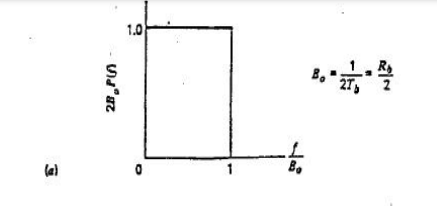 1.0
2B₀P(f)
B₀ = 1/2T_b = R_b/2
(a)
0
1
f/B₀